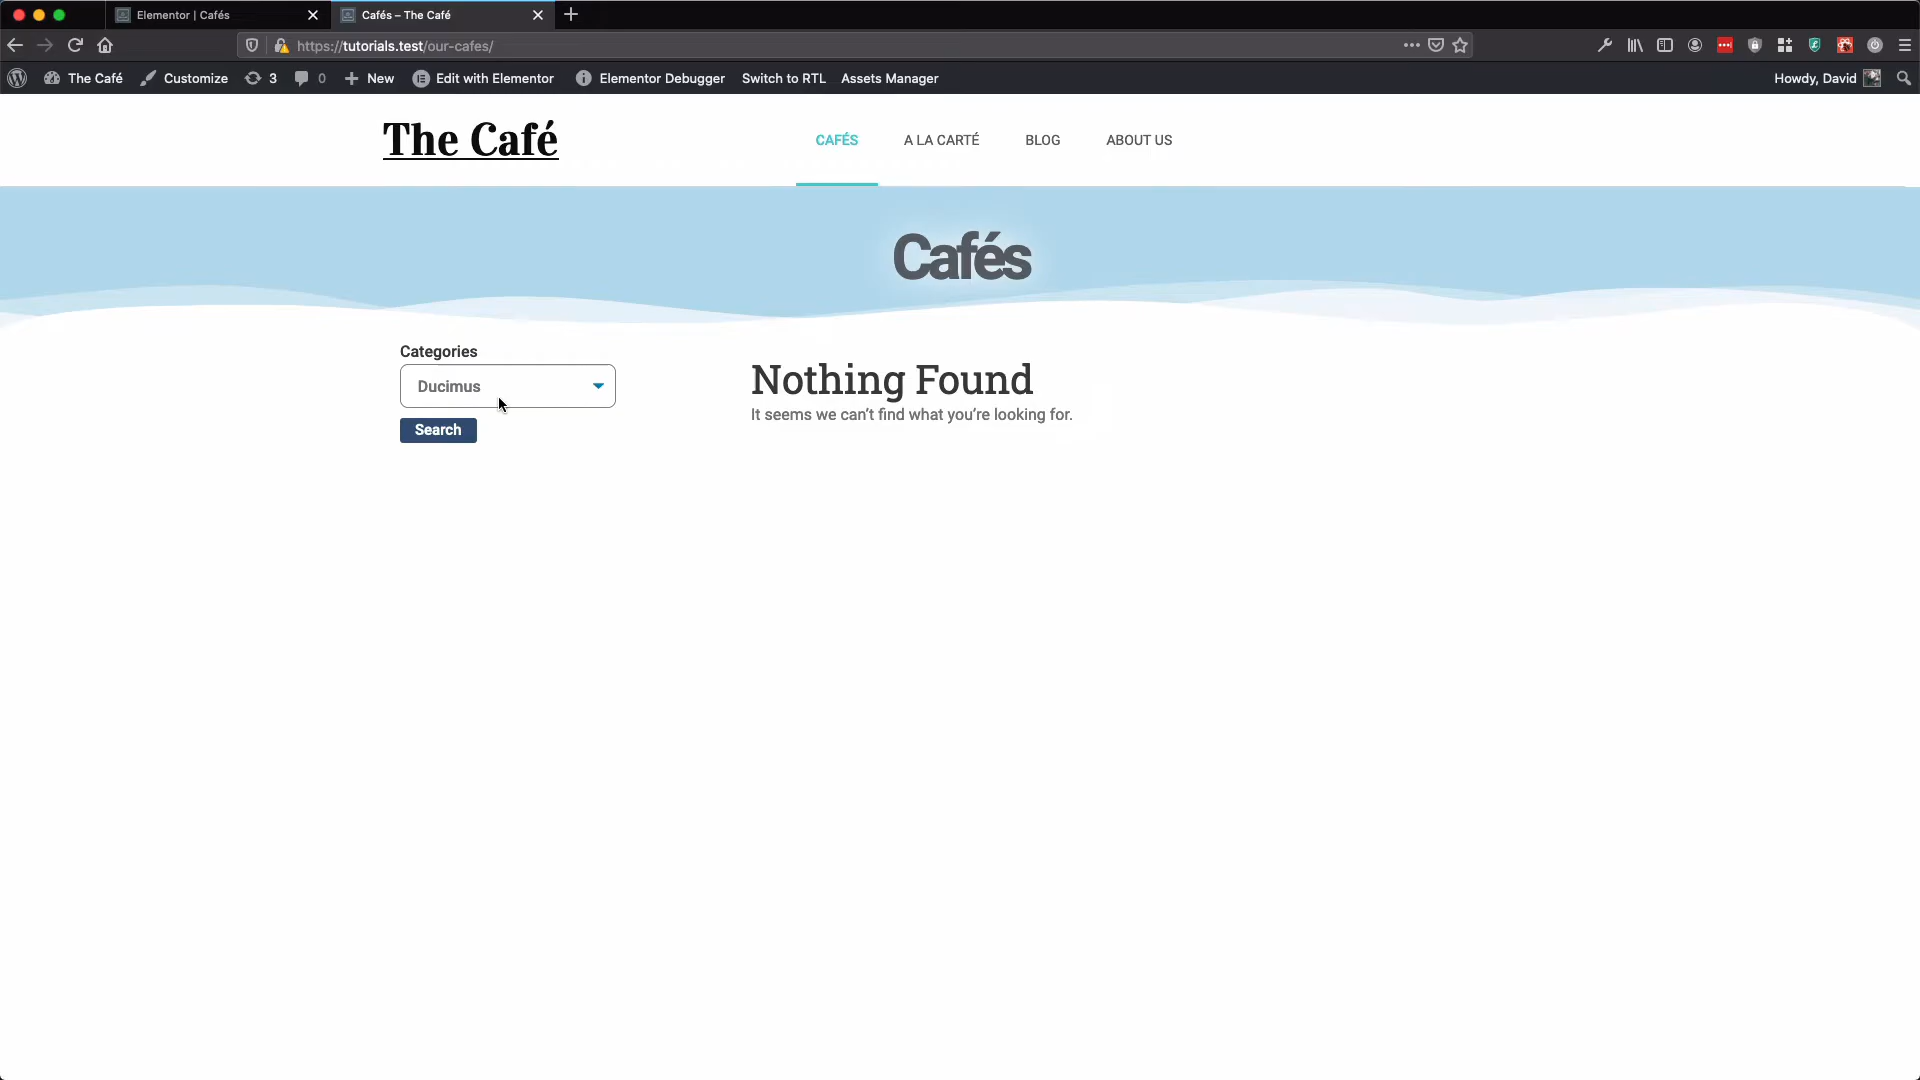 Elementor | Cafés
Cafés – The Café
https://tutorials.test/our-cafes/
The Café
Customize
3
0
New
Edit with Elementor
Elementor Debugger
Switch to RTL
Assets Manager
Howdy, David
The Café
CAFÉS
A LA CARTÉ
BLOG
ABOUT US
Cafés
Categories
Ducimus
Search
Nothing Found
It seems we can’t find what you’re looking for.